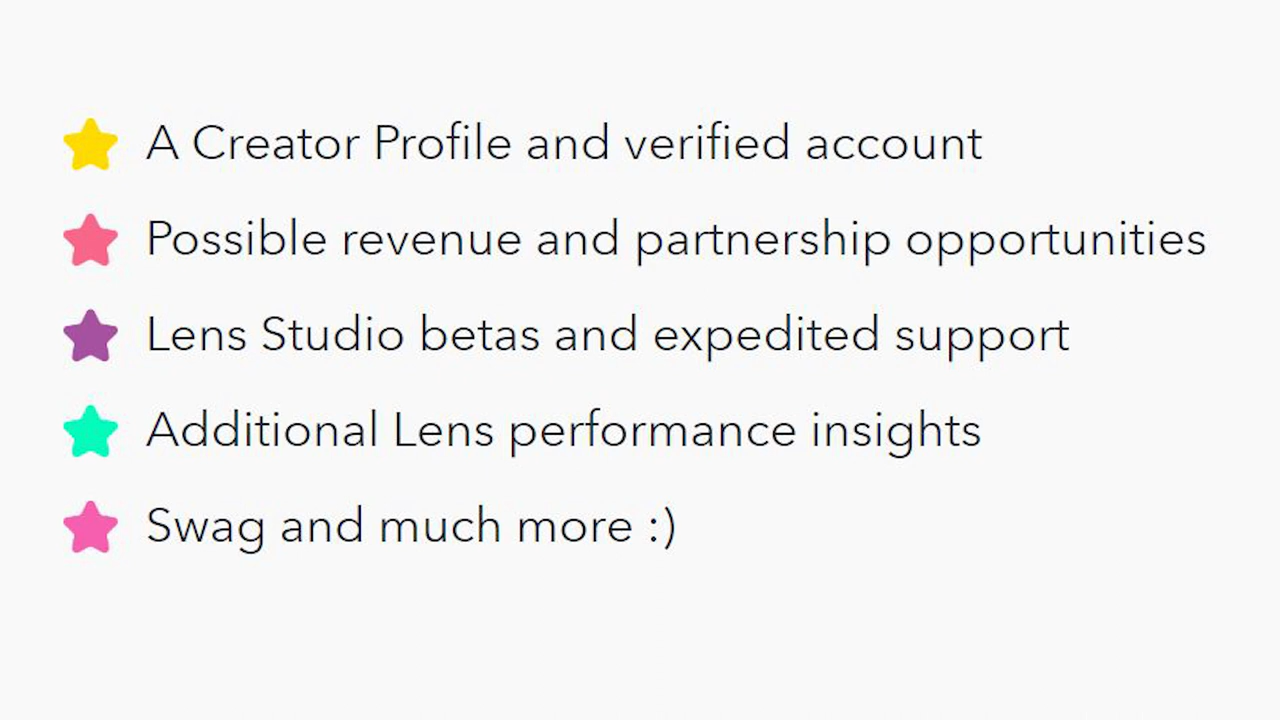 A Creator Profile and verified account
Possible revenue and partnership opportunities
Lens Studio betas and expedited support
Additional Lens performance insights
Swag and much more :)